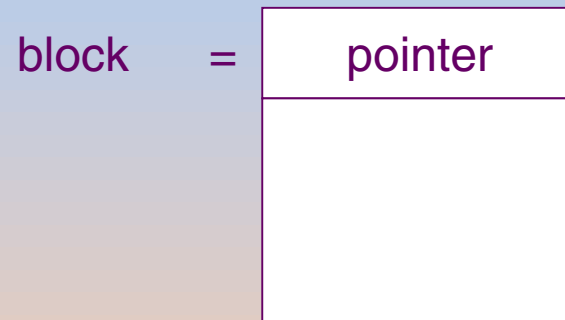 block = pointer